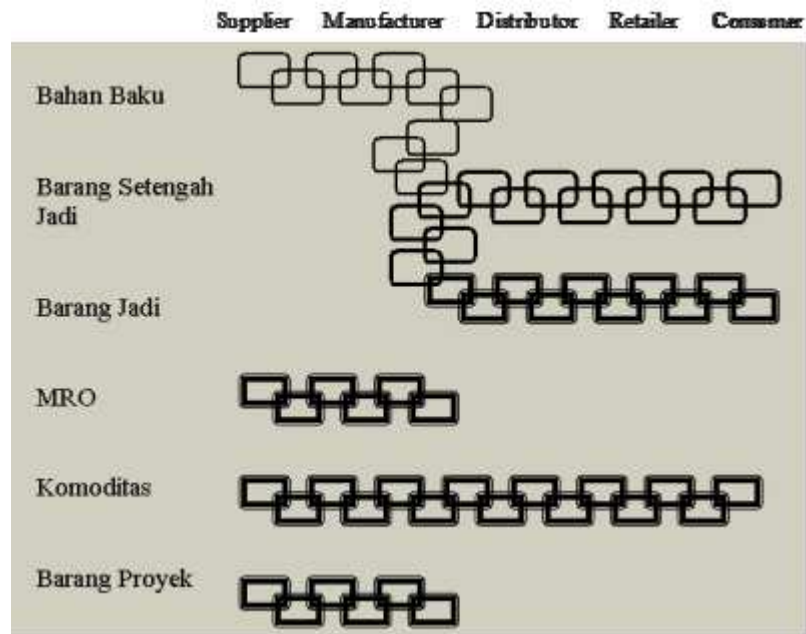 Supplier Manufacturer Distributor Retailer Consumer
Bahan Baku
Barang Setengah
Jadi
Barang Jadi
MRO
Komoditas
Barang Proyek